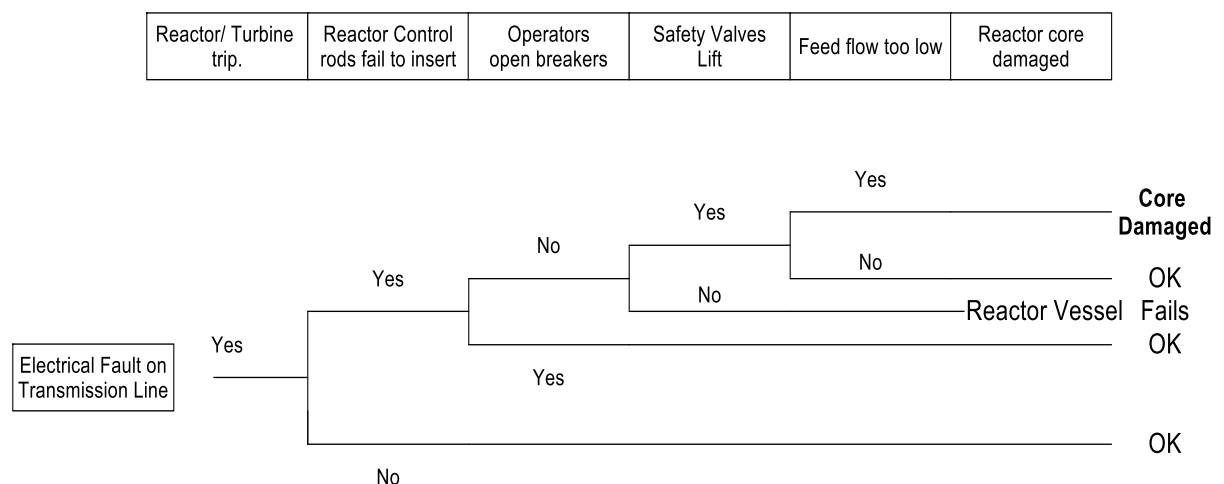 Reactor/ Turbine
trip.
Reactor Control
rods fail to insert
Operators
open breakers
Safety Valves
Lift
Feed flow too low
Reactor core
damaged
Yes
Core
Damaged
Yes
No
No
OK
Yes
No
Reactor Vessel Fails
Yes
OK
Electrical Fault on
Transmission Line
Yes
OK
No